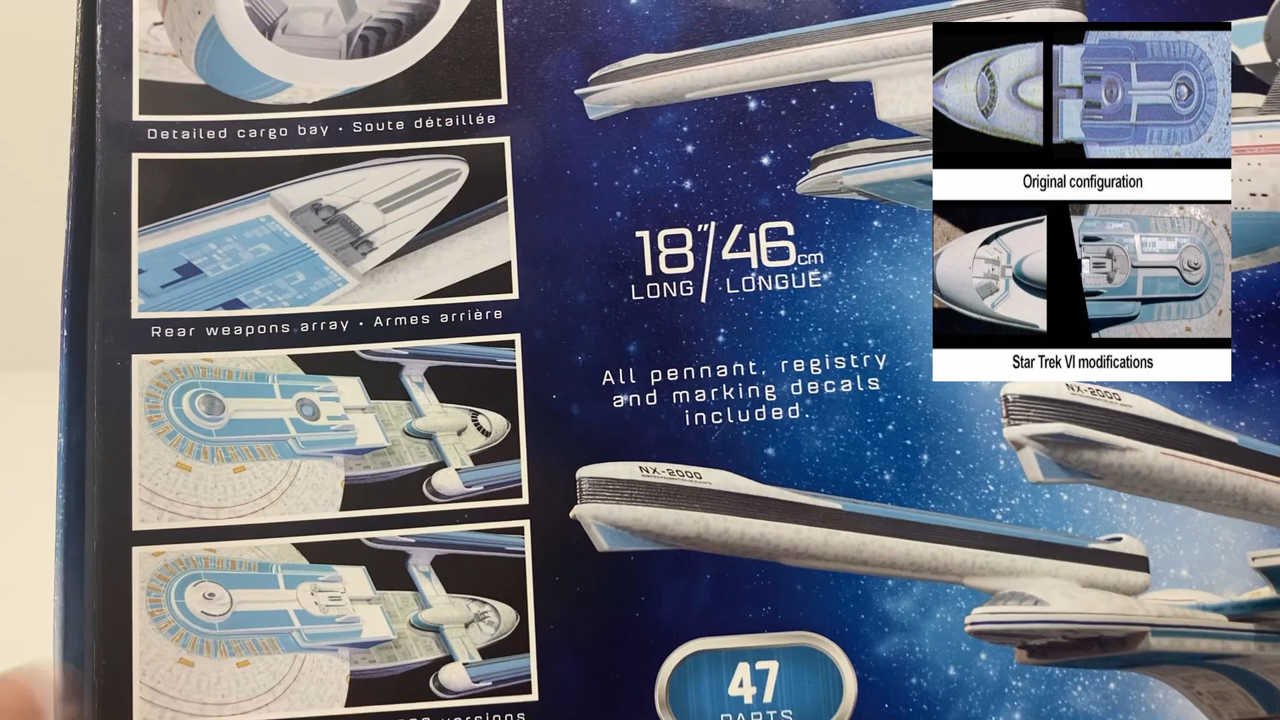 Detailed cargo bay • Soute détaillée
Rear weapons array • Armes arrière
versions
18"/46cm
LONG / LONGUE
All pennant, registry
and marking decals
included.
NX-2000
NX-2000
47
PARTS
Original configuration
Star Trek VI modifications